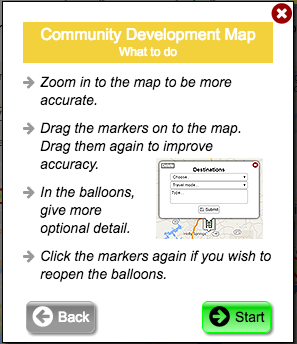 Community Development Map
What to do
Zoom in to the map to be more
accurate.
Drag the markers on to the map.
Drag them again to improve
accuracy.
In the balloons,
give more
optional detail.
Destinations
Choose...
Travel mode...
Type...
Submit
Click the markers again if you wish to
reopen the balloons.
Back
Start